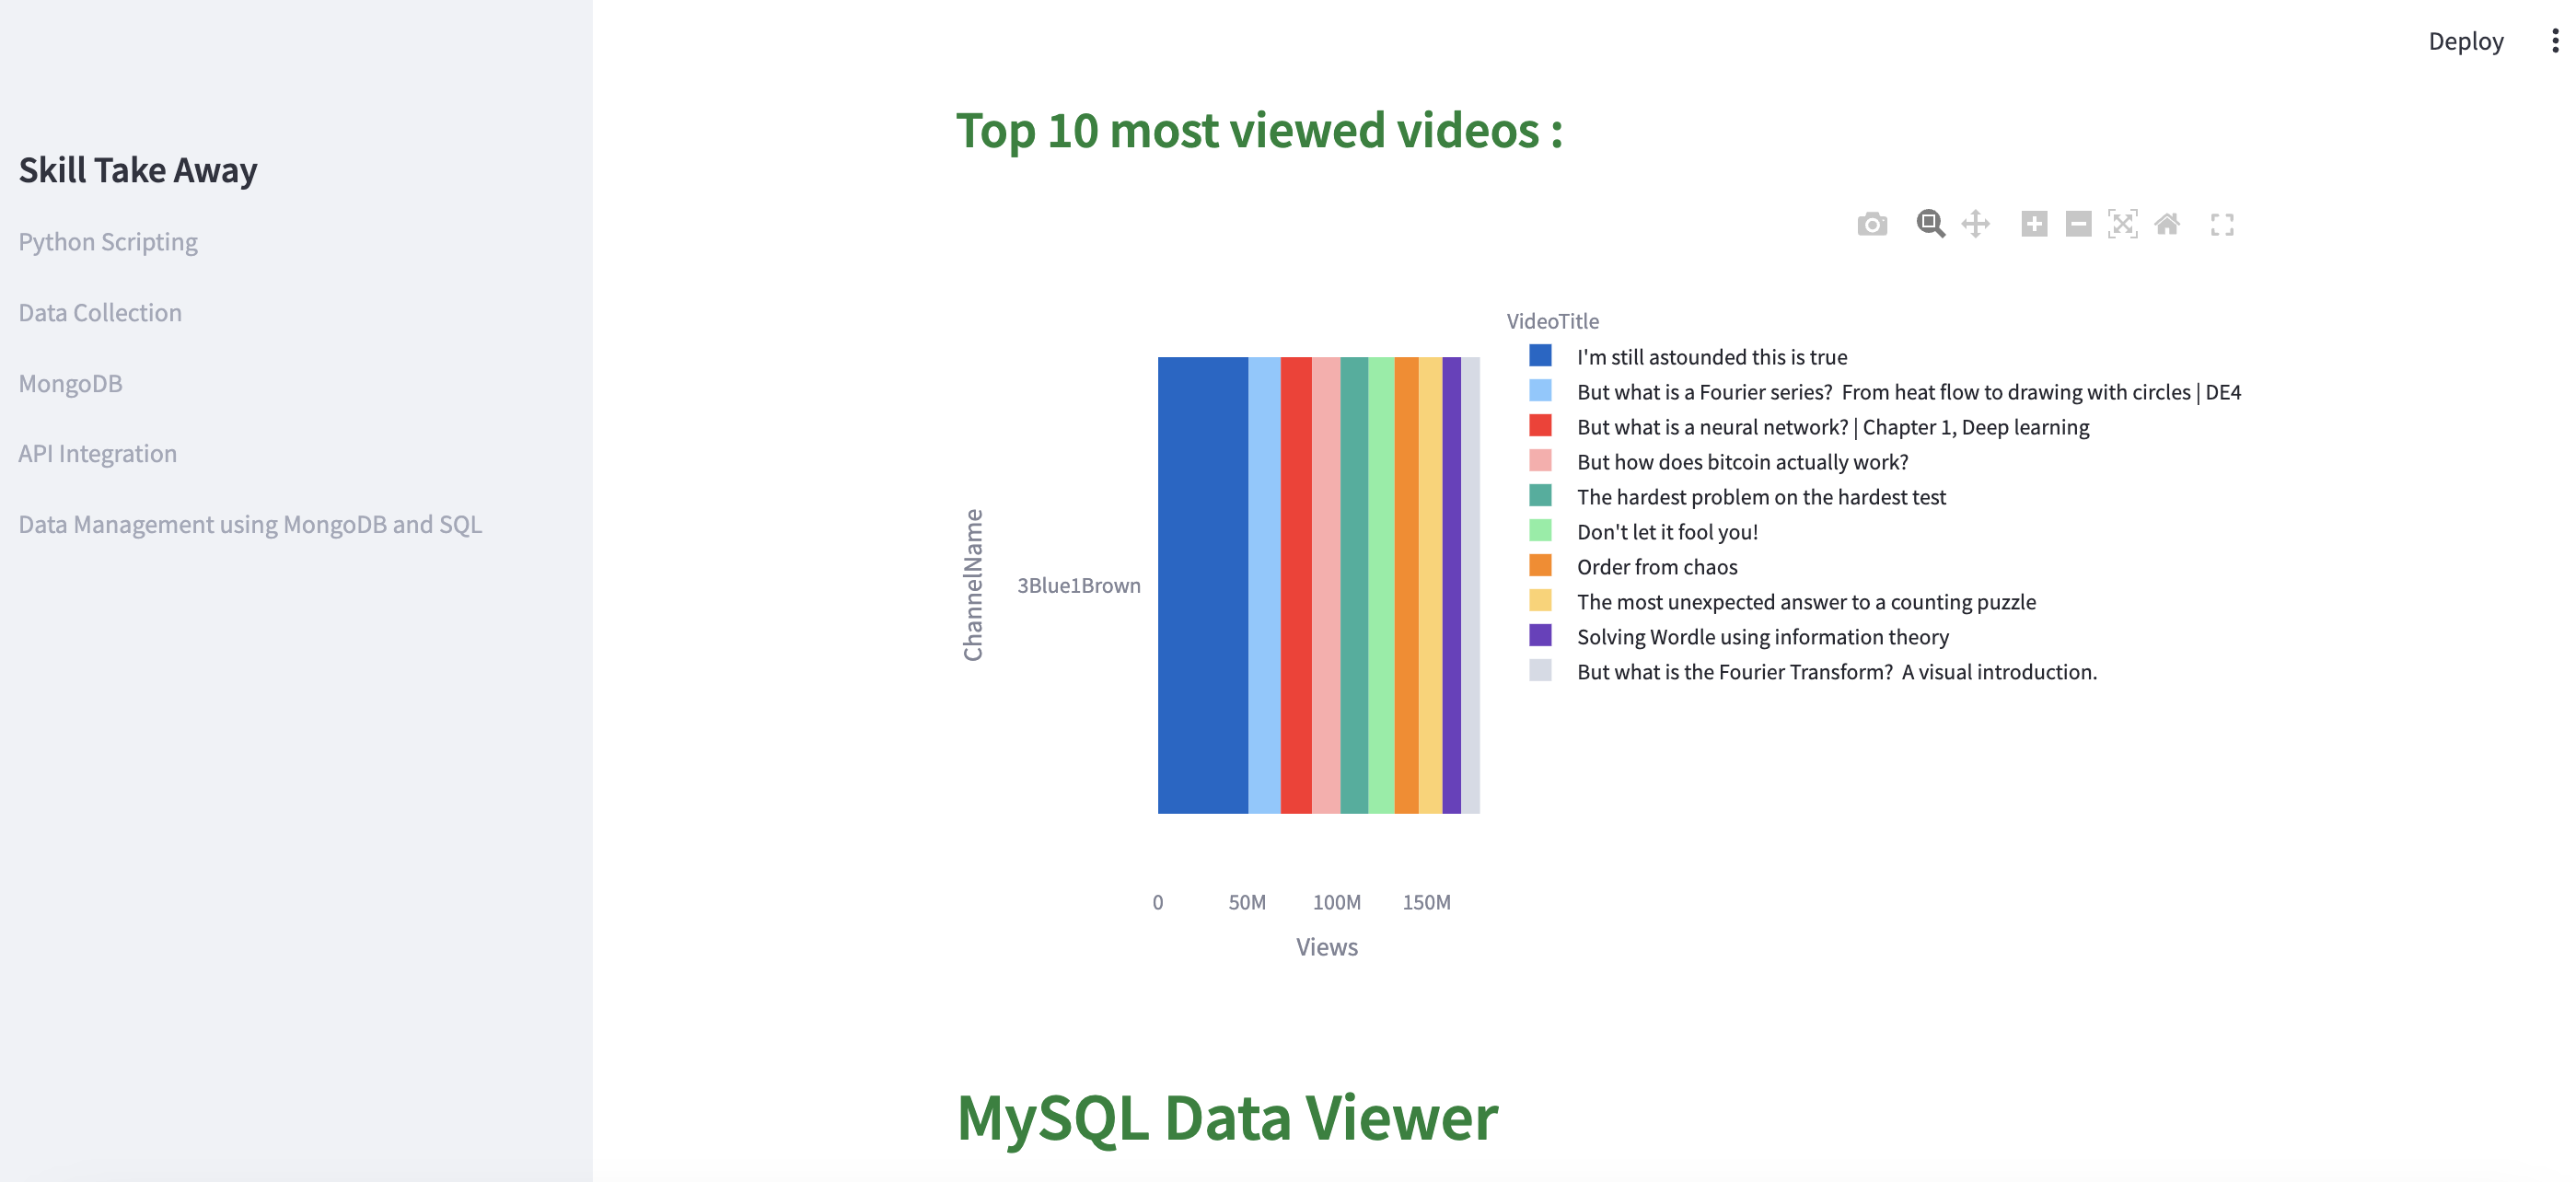 Deploy
Skill Take Away
Python Scripting
Data Collection
MongoDB
API Integration
Data Management using MongoDB and SQL
Top 10 most viewed videos :
VideoTitle
I'm still astounded this is true
But what is a Fourier series?  From heat flow to drawing with circles | DE4
But what is a neural network? | Chapter 1, Deep learning
But how does bitcoin actually work?
The hardest problem on the hardest test
Don't let it fool you!
Order from chaos
The most unexpected answer to a counting puzzle
Solving Wordle using information theory
But what is the Fourier Transform?  A visual introduction.
ChannelName
3Blue1Brown
0 50M 100M 150M
Views
MySQL Data Viewer